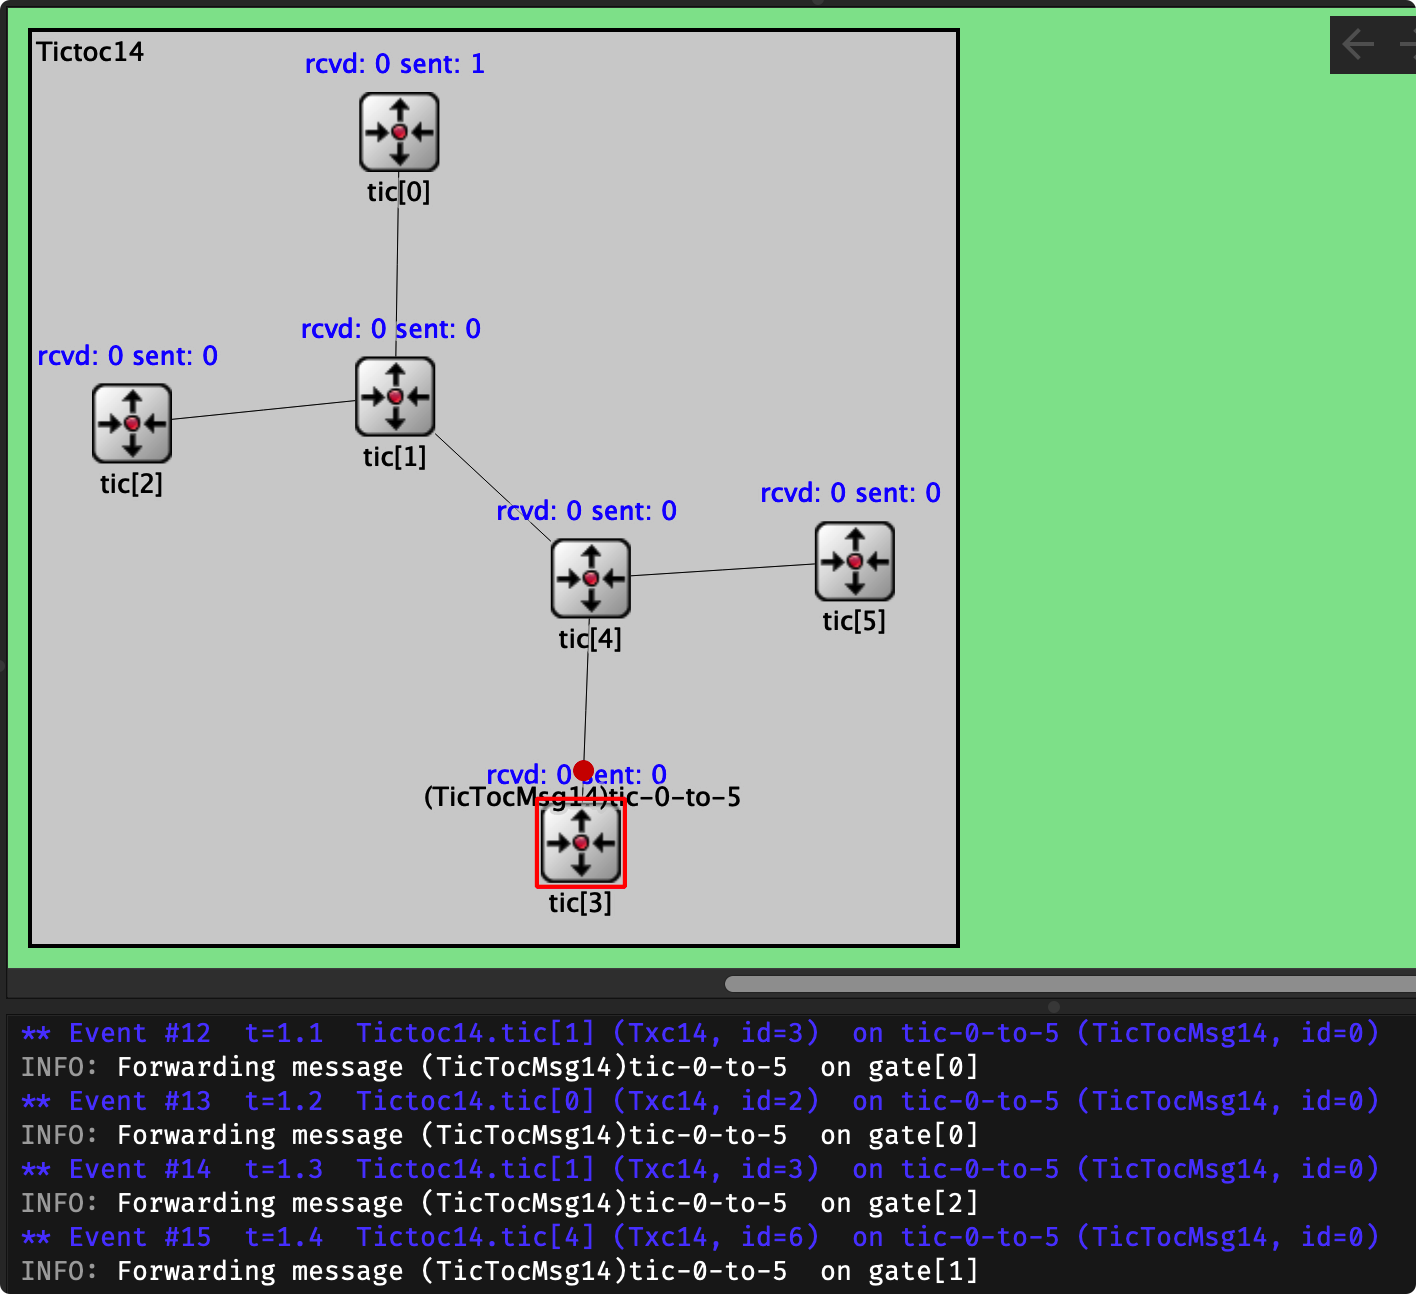 Tictoc14
rcvd: 0 sent: 1
tic[0]
rcvd: 0 sent: 0
rcvd: 0 sent: 0
tic[1]
tic[2]
rcvd: 0 sent: 0
rcvd: 0 sent: 0
tic[5]
tic[4]
rcvd: 0 sent: 0
(TicTocMsg14)tic-0-to-5
tic[3]
** Event #12  t=1.1  Tictoc14.tic[1] (Txc14, id=3)  on tic-0-to-5 (TicTocMsg14, id=0)
INFO: Forwarding message (TicTocMsg14)tic-0-to-5  on gate[0]
** Event #13  t=1.2  Tictoc14.tic[0] (Txc14, id=2)  on tic-0-to-5 (TicTocMsg14, id=0)
INFO: Forwarding message (TicTocMsg14)tic-0-to-5  on gate[0]
** Event #14  t=1.3  Tictoc14.tic[1] (Txc14, id=3)  on tic-0-to-5 (TicTocMsg14, id=0)
INFO: Forwarding message (TicTocMsg14)tic-0-to-5  on gate[2]
** Event #15  t=1.4  Tictoc14.tic[4] (Txc14, id=6)  on tic-0-to-5 (TicTocMsg14, id=0)
INFO: Forwarding message (TicTocMsg14)tic-0-to-5  on gate[1]